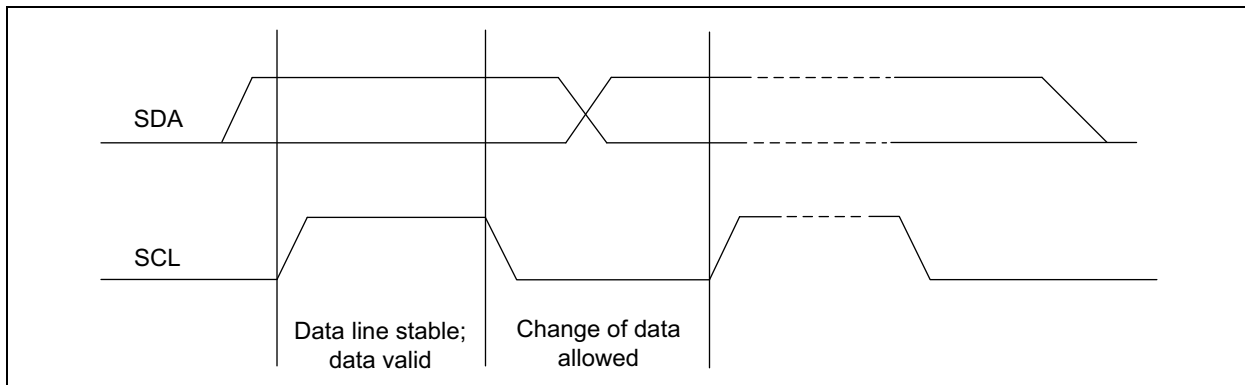 SDA
SCL
Data line stable;
data valid
Change of data
allowed